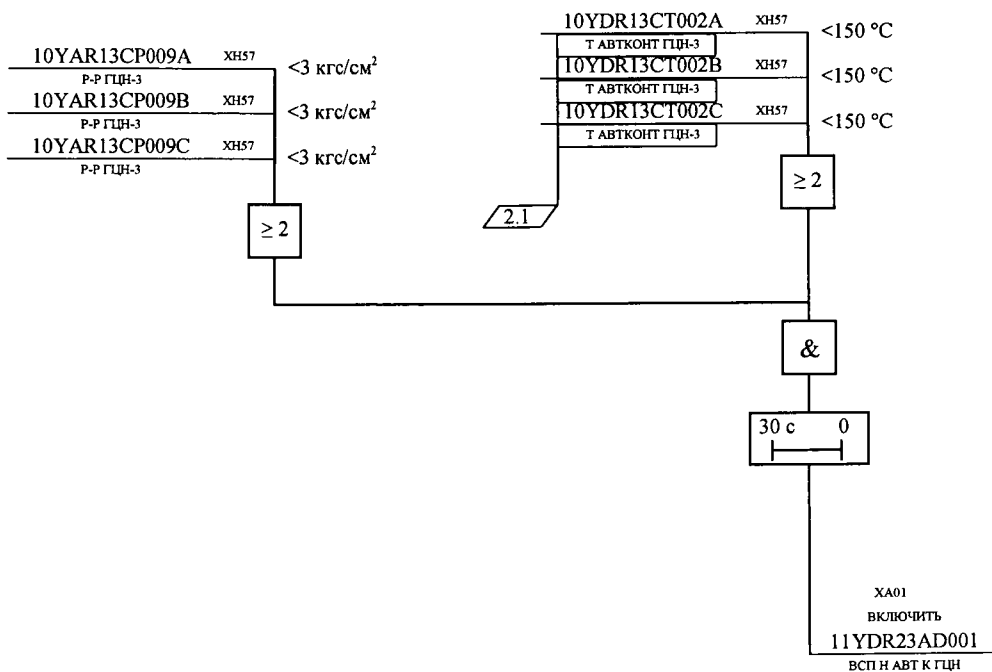 10YAR13CP009A XH57 <3 кгс/см²
Р-Р ГЦН-3
10YAR13CP009B XH57 <3 кгс/см²
Р-Р ГЦН-3
10YAR13CP009C XH57 <3 кгс/см²
Р-Р ГЦН-3
≥ 2
10YDR13CT002A XH57 <150 °C
Т АВТКОНТ ГЦН-3
10YDR13CT002B XH57 <150 °C
Т АВТКОНТ ГЦН-3
10YDR13CT002C XH57 <150 °C
Т АВТКОНТ ГЦН-3
≥ 2
2.1
&
30 с 0
XA01
ВКЛЮЧИТЬ
11YDR23AD001
ВСП Н АВТ К ГЦН